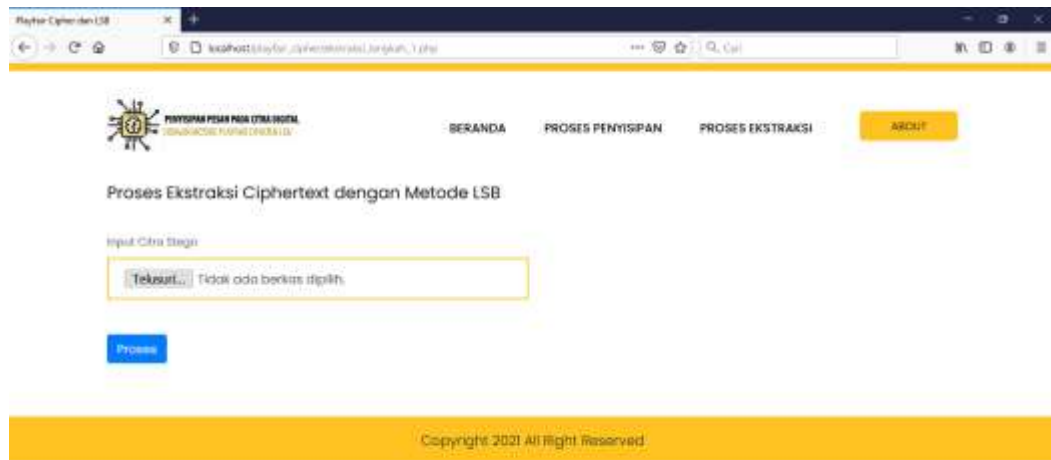 Playfair Cipher dan LSB
Cari
PENYISIPAN PESAN PADA CITRA DIGITAL
BERANDA PROSES PENYISIPAN PROSES EKSTRAKSI ABOUT
Proses Ekstraksi Ciphertext dengan Metode LSB
Input Citra Stego
Telusuri... Tidak ada berkas dipilih.
Proses
Copyright 2021 All Right Reserved